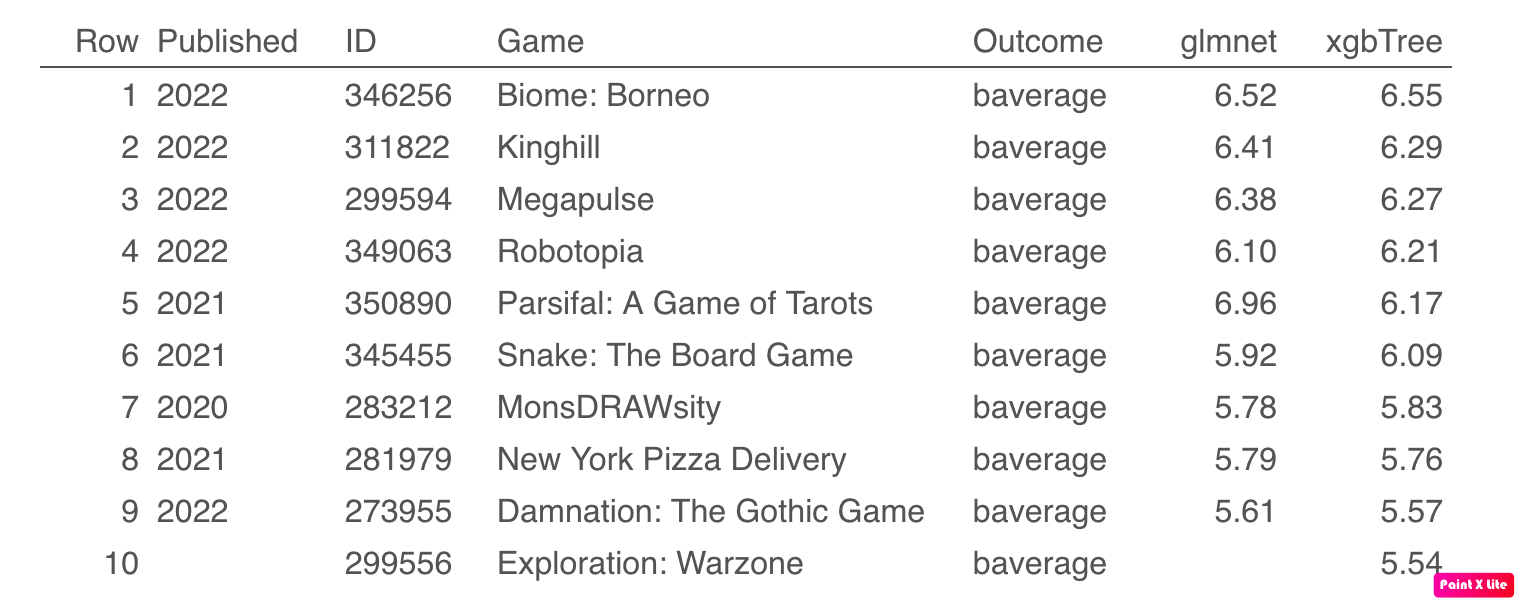 Row Published ID Game Outcome glmnet xgbTree
1 2022 346256 Biome: Borneo baverage 6.52 6.55
2 2022 311822 Kinghill baverage 6.41 6.29
3 2022 299594 Megapulse baverage 6.38 6.27
4 2022 349063 Robotopia baverage 6.10 6.21
5 2021 350890 Parsifal: A Game of Tarots baverage 6.96 6.17
6 2021 345455 Snake: The Board Game baverage 5.92 6.09
7 2020 283212 MonsDRAWsity baverage 5.78 5.83
8 2021 281979 New York Pizza Delivery baverage 5.79 5.76
9 2022 273955 Damnation: The Gothic Game baverage 5.61 5.57
10 299556 Exploration: Warzone baverage 5.54
Paint X Lite